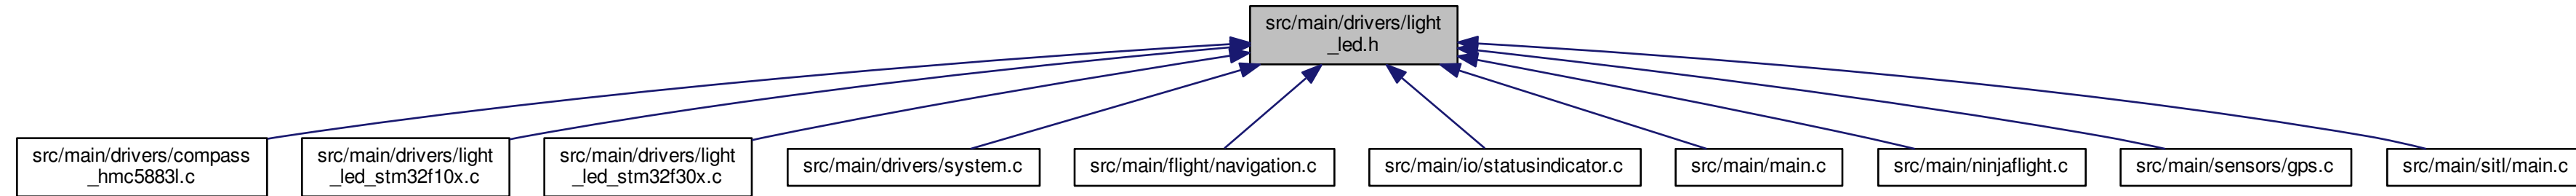 src/main/drivers/light
_led.h
src/main/drivers/compass
_hmc5883l.c
src/main/drivers/light
_led_stm32f10x.c
src/main/drivers/light
_led_stm32f30x.c
src/main/drivers/system.c
src/main/flight/navigation.c
src/main/io/statusindicator.c
src/main/main.c
src/main/ninjaflight.c
src/main/sensors/gps.c
src/main/sitl/main.c